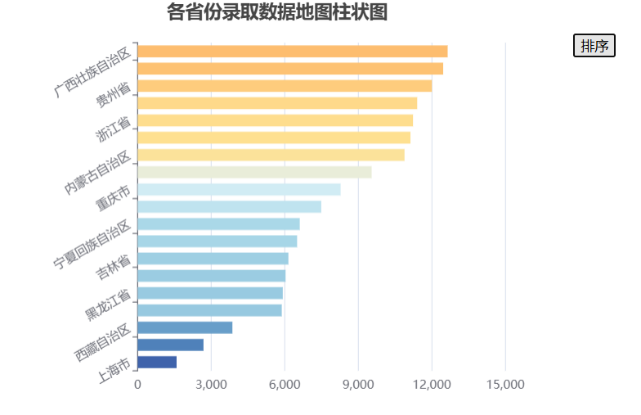 各省份录取数据地图柱状图
排序
广西壮族自治区
贵州省
浙江省
内蒙古自治区
重庆市
宁夏回族自治区
吉林省
黑龙江省
西藏自治区
上海市
0 3,000 6,000 9,000 12,000 15,000